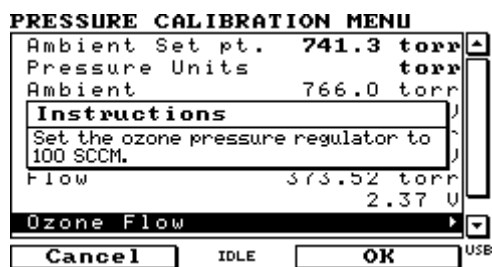 PRESSURE CALIBRATION MENU
Ambient Set pt. 741.3 torr
Pressure Units torr
Ambient 766.0 torr
Instructions
Set the ozone pressure regulator to
100 SCCM.
Flow 373.52 torr
2.37 V
Ozone Flow
Cancel IDLE OK USB